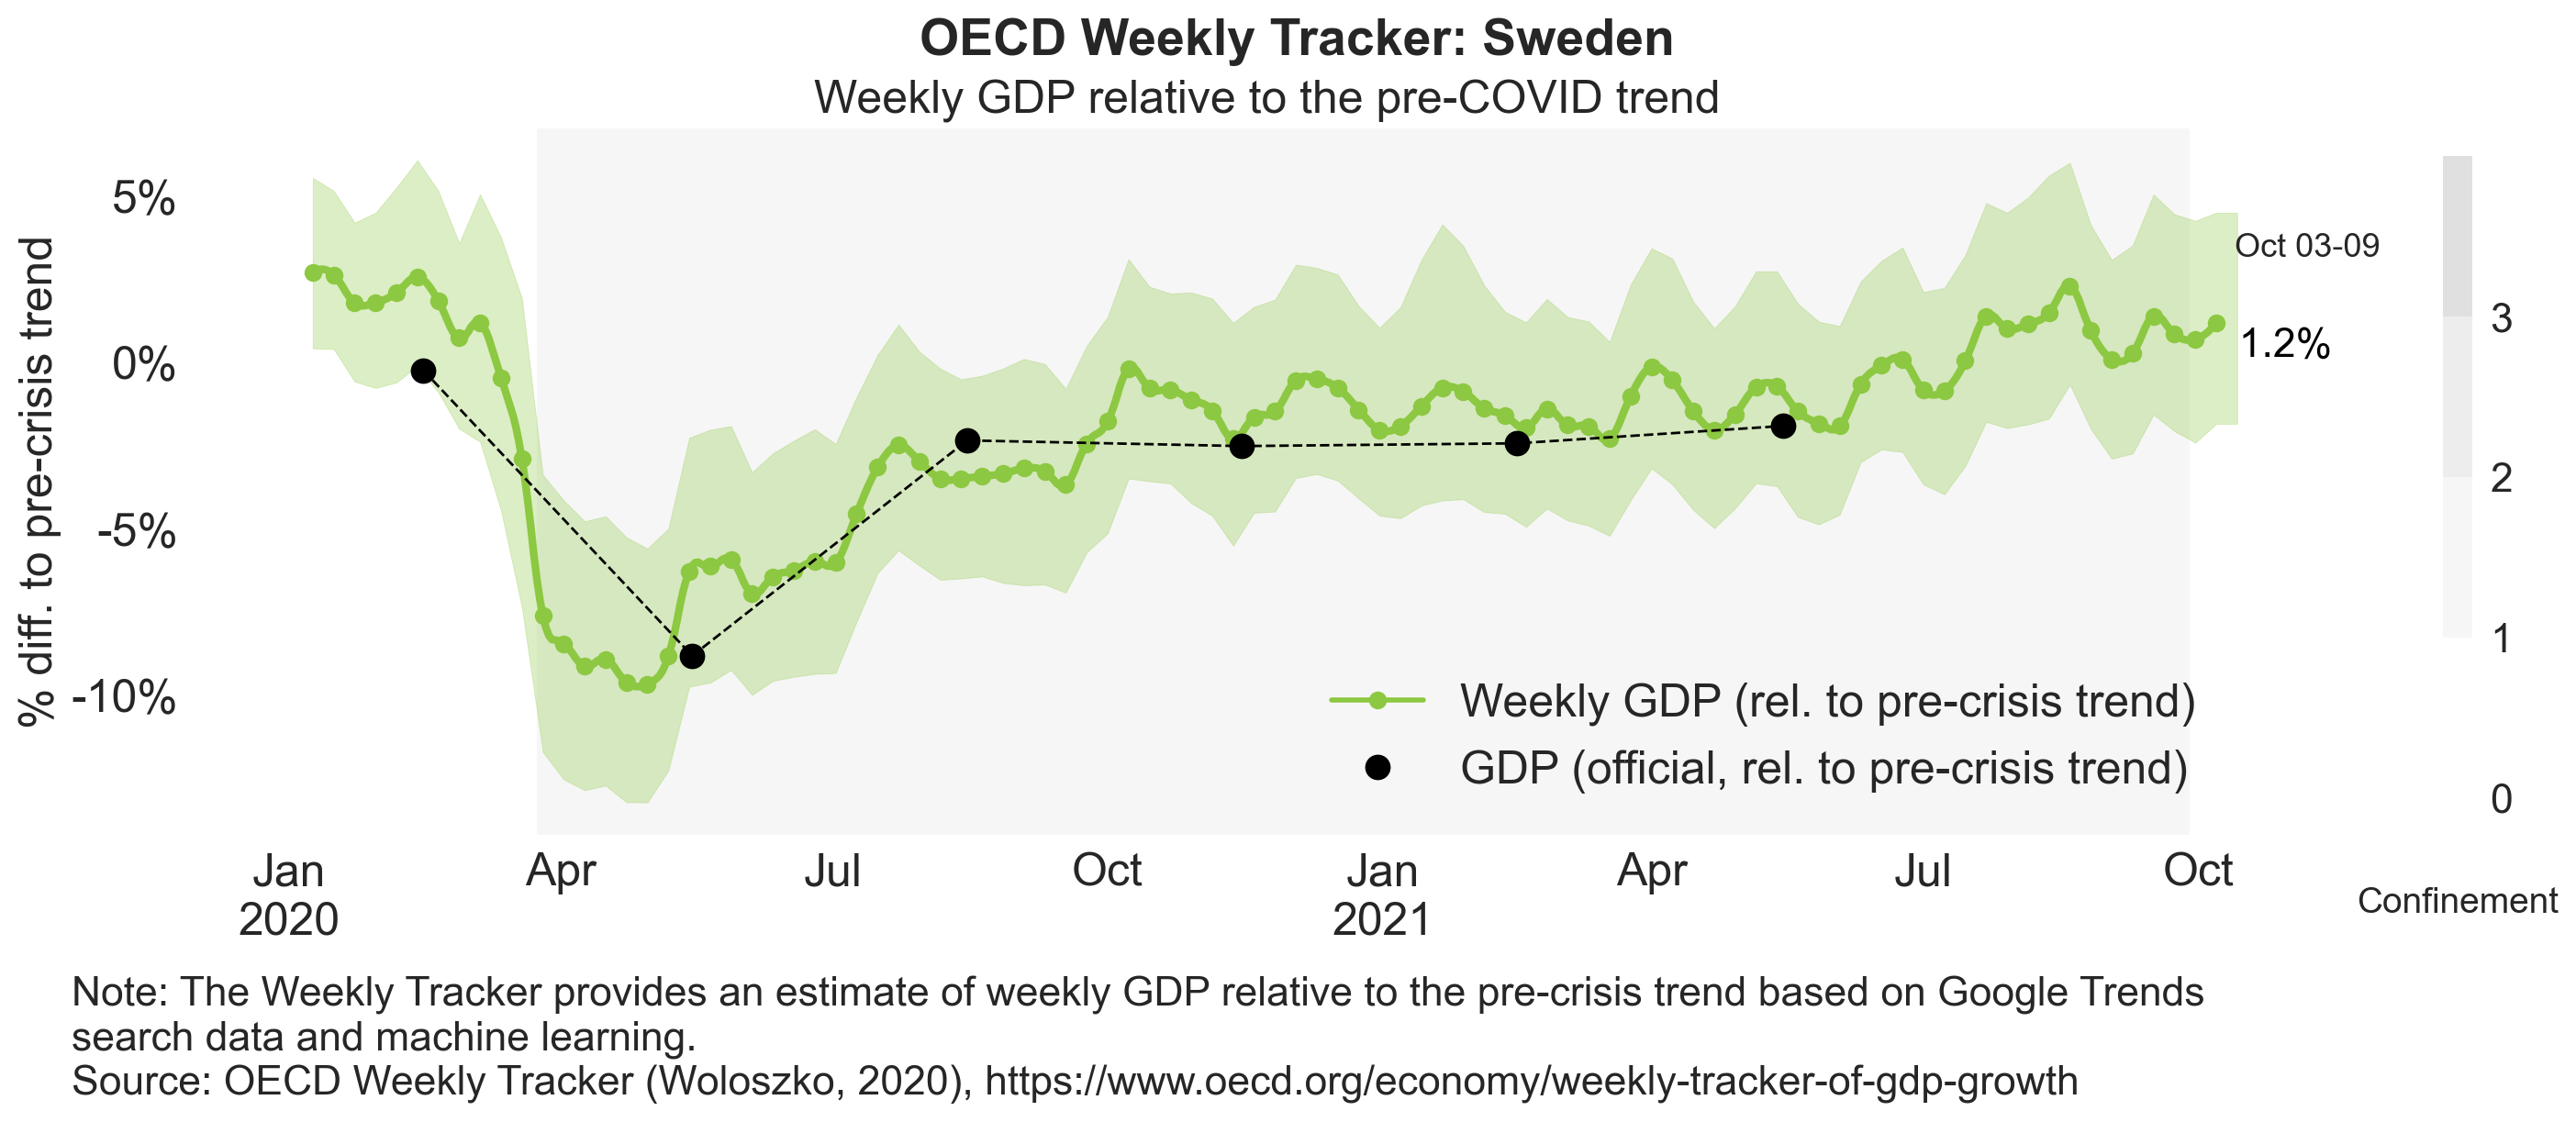 OECD Weekly Tracker: Sweden
Weekly GDP relative to the pre-COVID trend
% diff. to pre-crisis trend
5%
0%
-5%
-10%
Oct 03-09
1.2%
Weekly GDP (rel. to pre-crisis trend)
GDP (official, rel. to pre-crisis trend)
3
2
1
0
Confinement
Jan Apr Jul Oct Jan Apr Jul Oct
2020 2021
Note: The Weekly Tracker provides an estimate of weekly GDP relative to the pre-crisis trend based on Google Trends
search data and machine learning.
Source: OECD Weekly Tracker (Woloszko, 2020), https://www.oecd.org/economy/weekly-tracker-of-gdp-growth